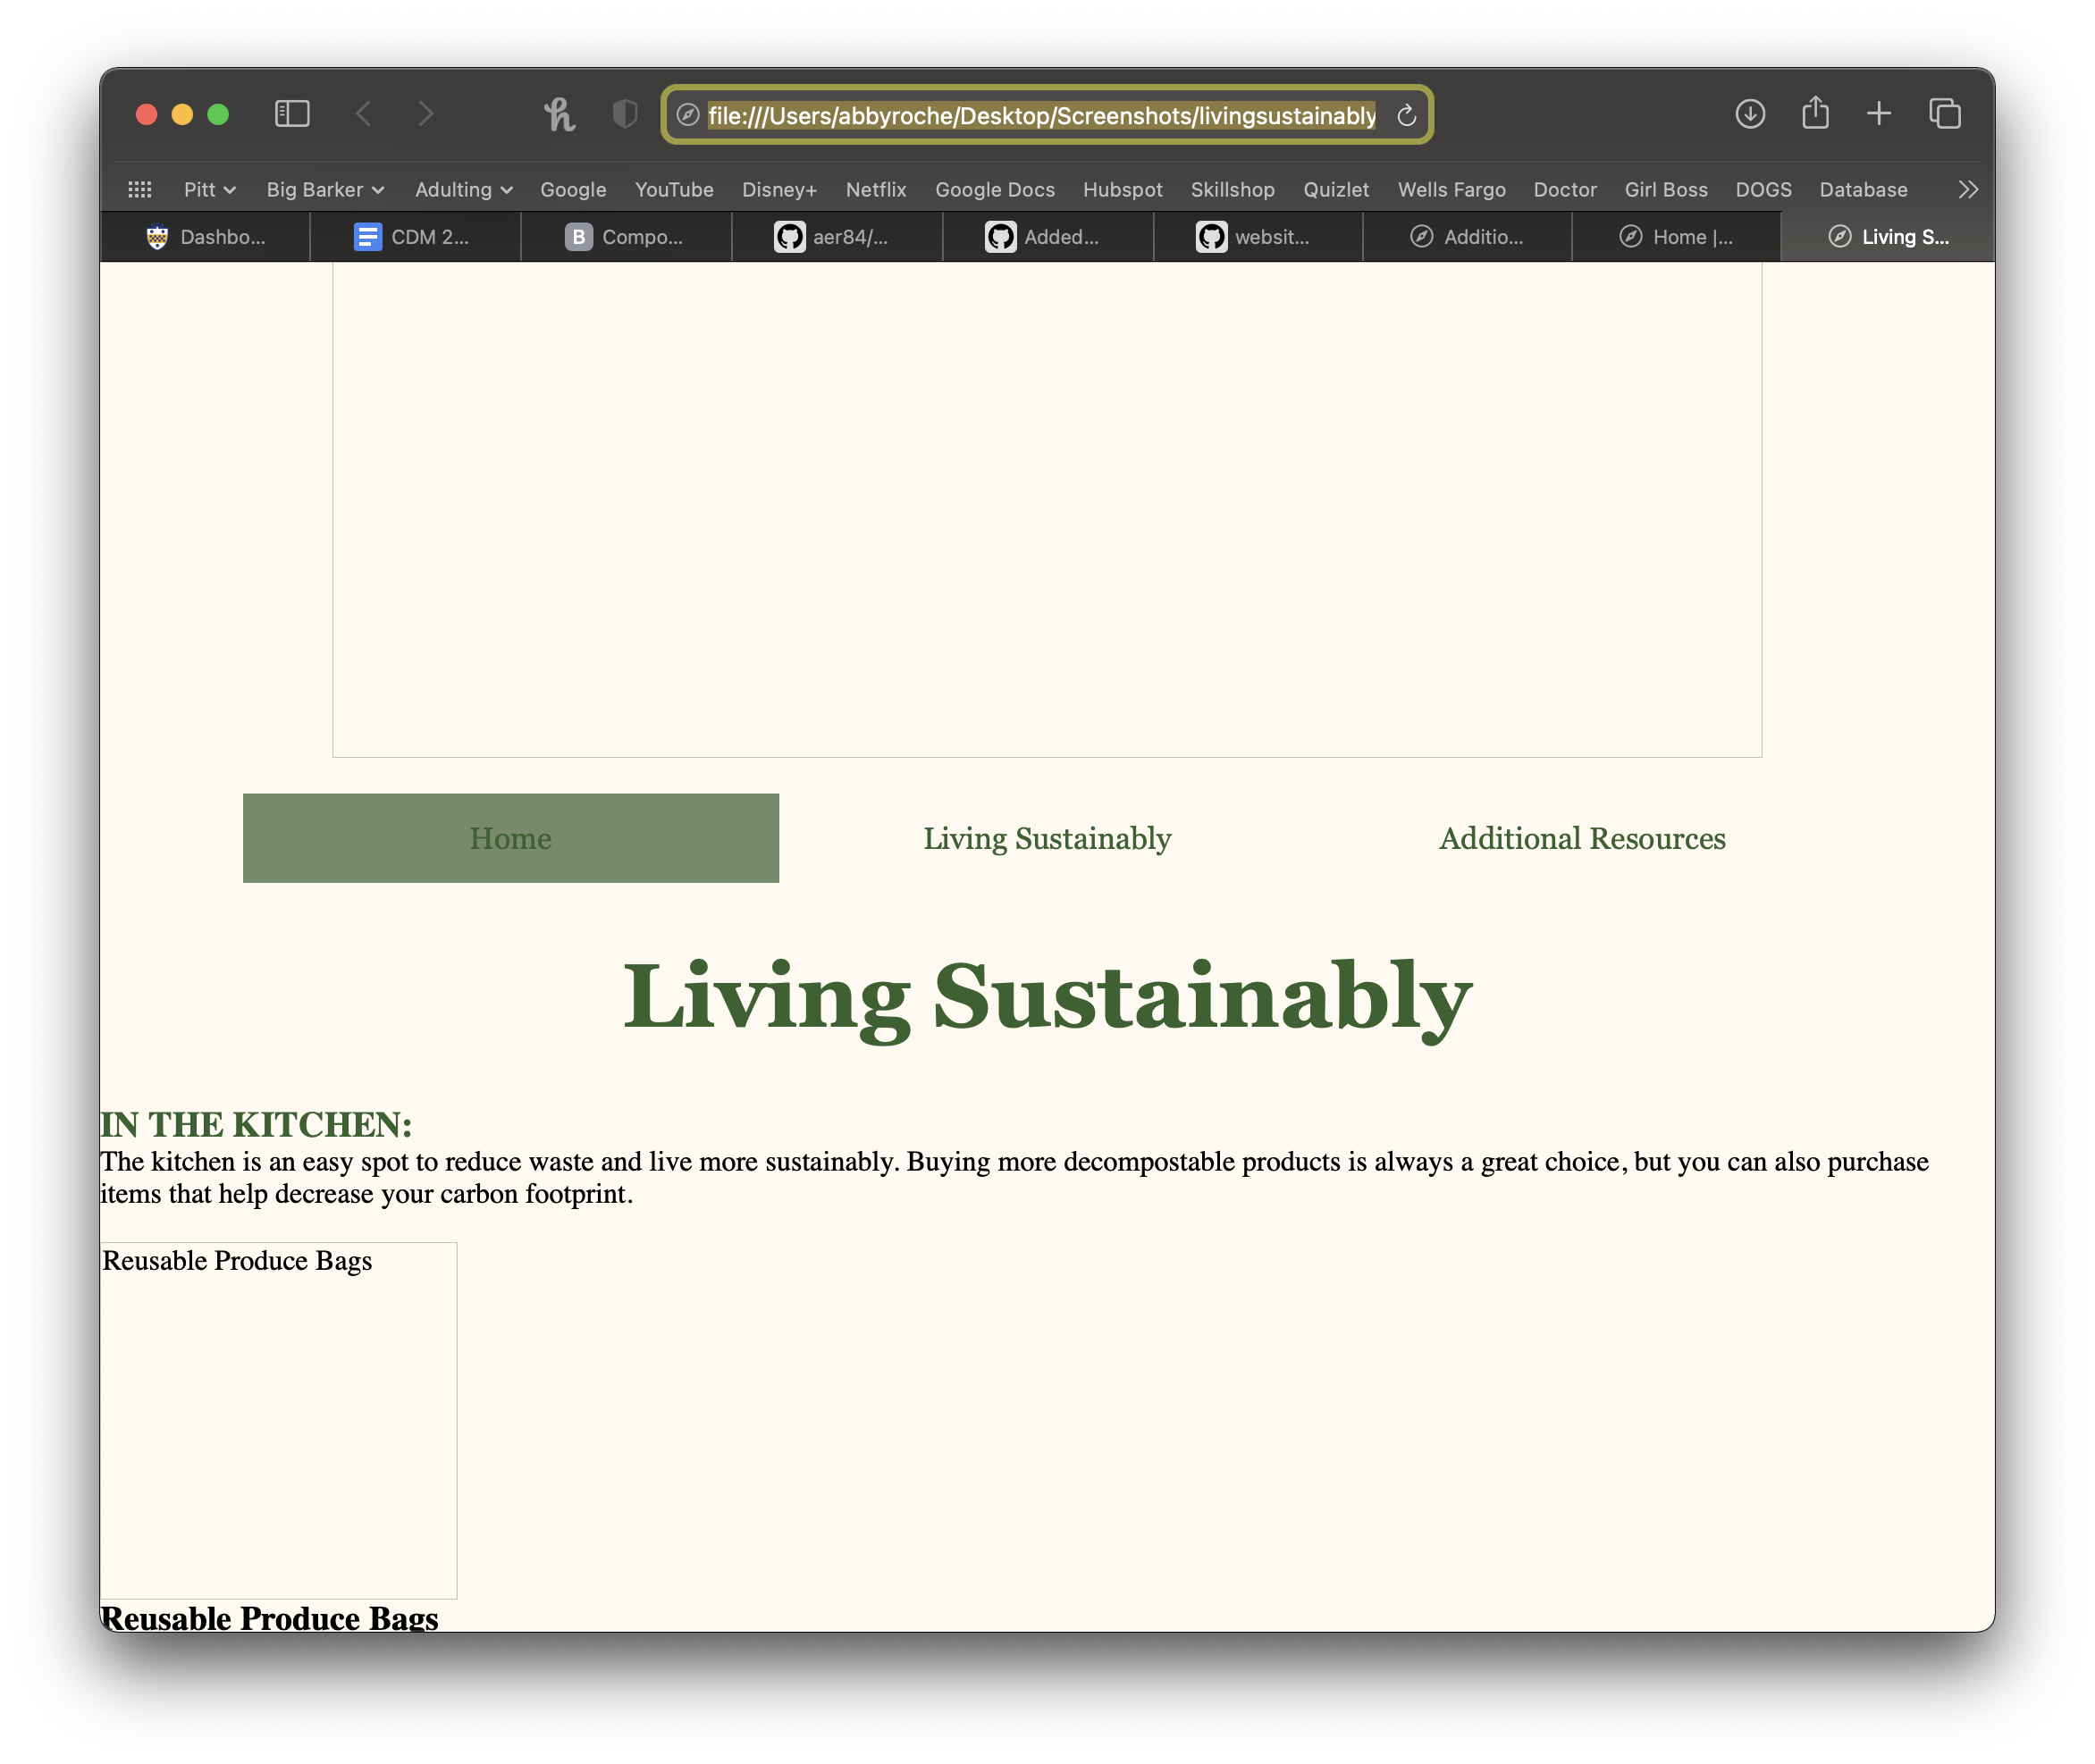 file:///Users/abbyroche/Desktop/Screenshots/livingsustainably
Pitt Big Barker Adulting Google YouTube Disney+ Netflix Google Docs Hubspot Skillshop Quizlet Wells Fargo Doctor Girl Boss DOGS Database
Dashbo... CDM 2... B Compo... aer84/... Added... websit... Additio... Home |... Living S...
Home Living Sustainably Additional Resources
Living Sustainably
IN THE KITCHEN:
The kitchen is an easy spot to reduce waste and live more sustainably. Buying more decompostable products is always a great choice, but you can also purchase
items that help decrease your carbon footprint.
Reusable Produce Bags
Reusable Produce Bags